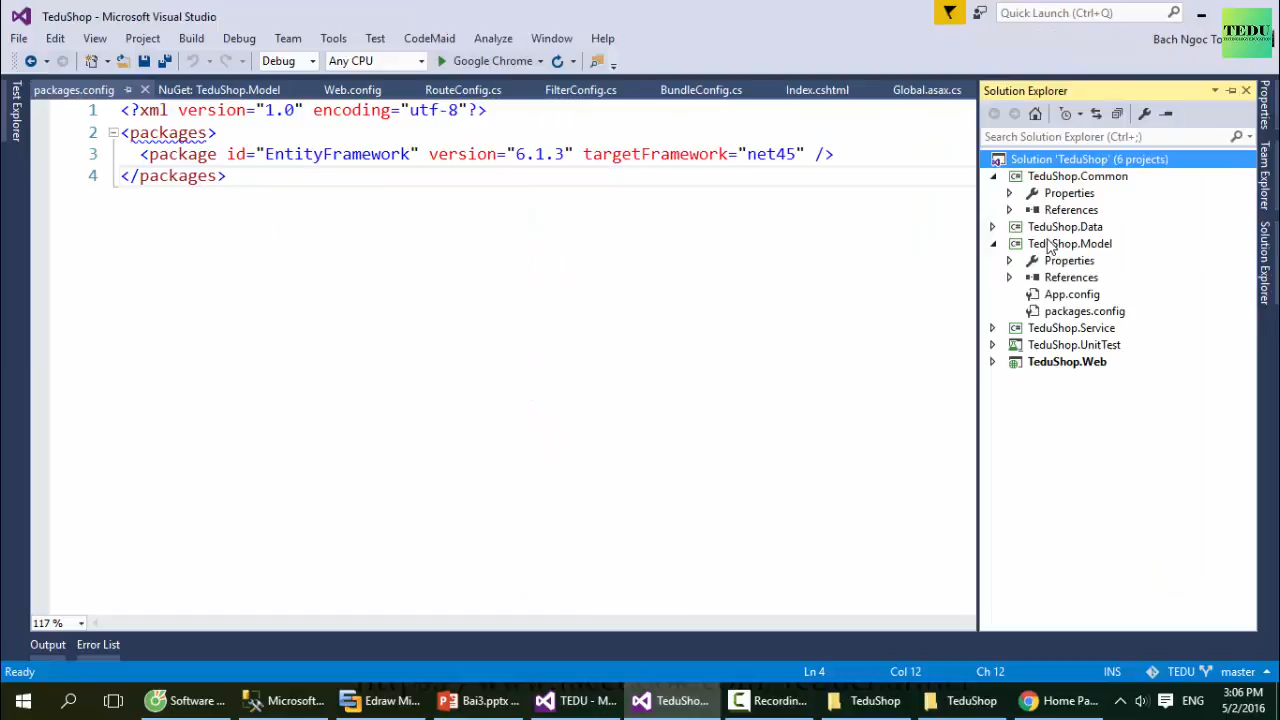 TeduShop - Microsoft Visual Studio
Quick Launch (Ctrl+Q)
TEDU
File Edit View Project Build Debug Team Tools Test CodeMaid Analyze Window Help
Bach Ngoc To
Debug Any CPU Google Chrome
Test Explorer
packages.config NuGet: TeduShop.Model Web.config RouteConfig.cs FilterConfig.cs BundleConfig.cs Index.cshtml Global.asax.cs
1 <?xml version="1.0" encoding="utf-8"?>
2 <packages>
3 <package id="EntityFramework" version="6.1.3" targetFramework="net45" />
4 </packages>
117 %
Solution Explorer
Search Solution Explorer (Ctrl+;)
Solution 'TeduShop' (6 projects)
TeduShop.Common
Properties
References
TeduShop.Data
TeduShop.Model
Properties
References
App.config
packages.config
TeduShop.Service
TeduShop.UnitTest
TeduShop.Web
Properties
Team Explorer
Solution Explorer
Output Error List
Ready Ln 4 Col 12 Ch 12 INS TEDU master
Software ... Microsoft... Edraw Mi... Bai3.pptx ... TEDU - M... TeduSho... Recordin... TeduShop TeduShop Home Pa... ENG
3:06 PM
5/2/2016